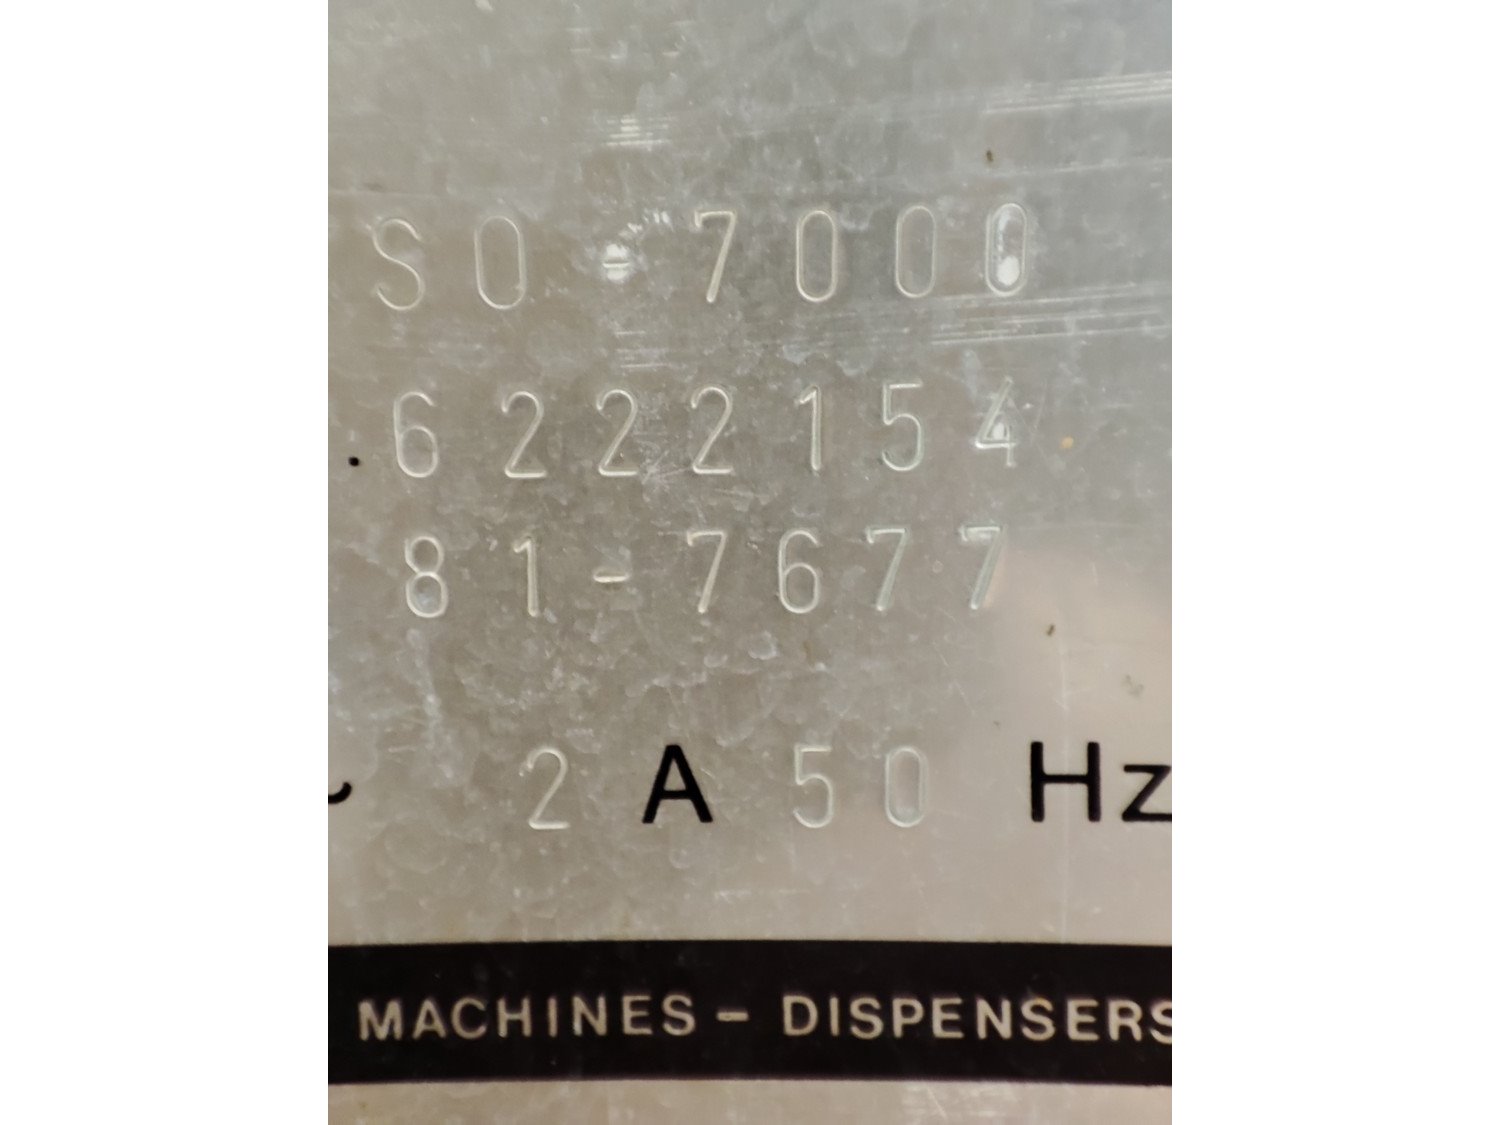 SO-7000
6222154
81-7677
2 A 50 Hz
MACHINES - DISPENSERS